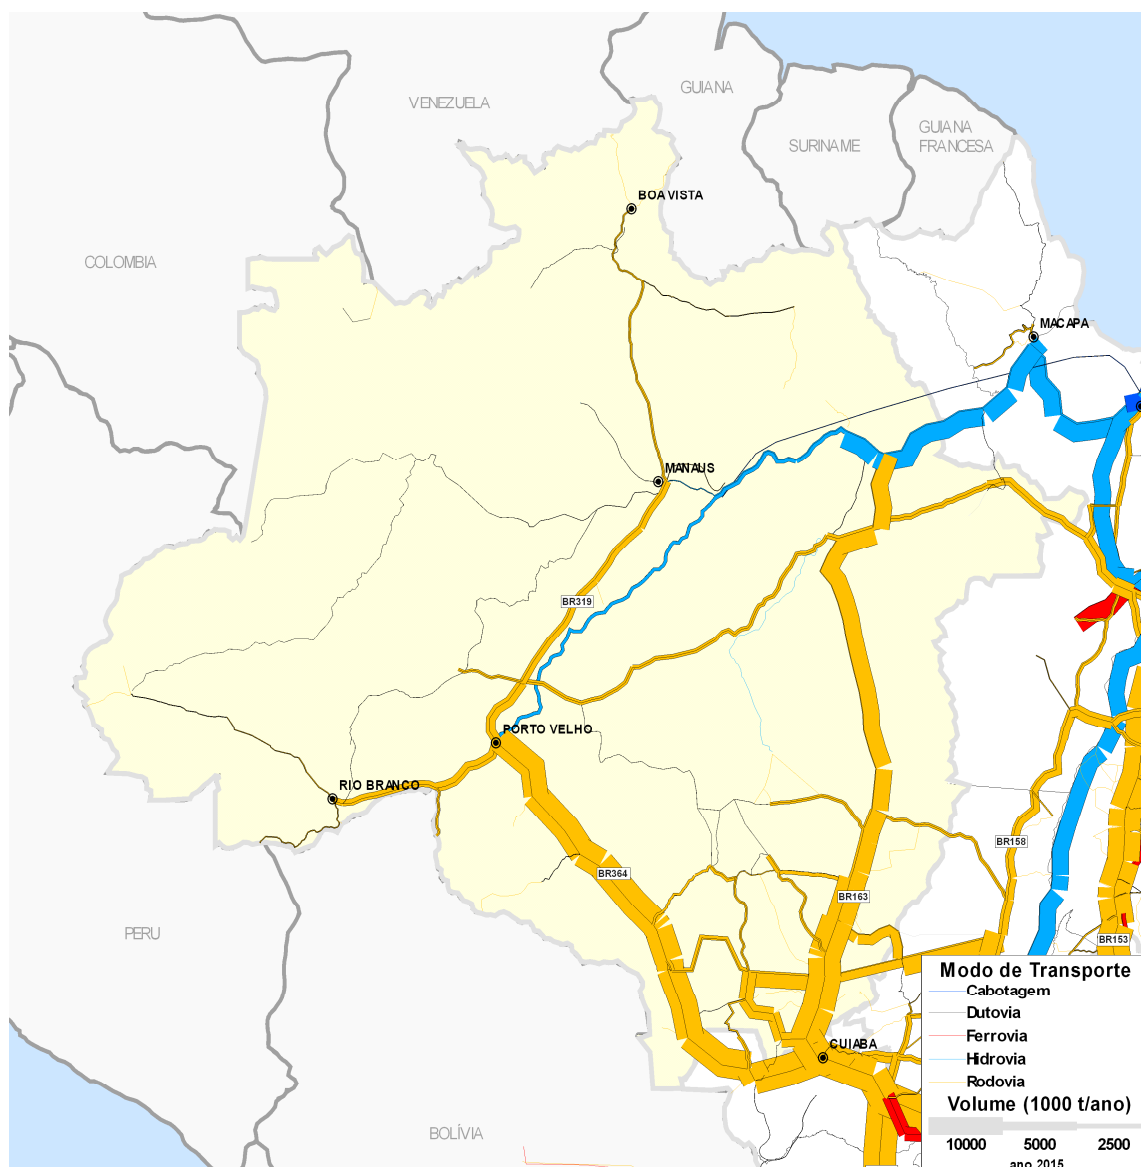 VENEZUELA
GUIANA
SURINAME
GUIANA
FRANCESA
BOA VISTA
COLOMBIA
MACAPA
MANAUS
BR319
PORTO VELHO
RIO BRANCO
BR158
BR364
BR163
PERU
BR153
CUIABA
BOLÍVIA
Modo de Transporte
Cabotagem
Dutovia
Ferrovia
Hidrovia
Rodovia
Volume (1000 t/ano)
10000 5000 2500
ano 2015